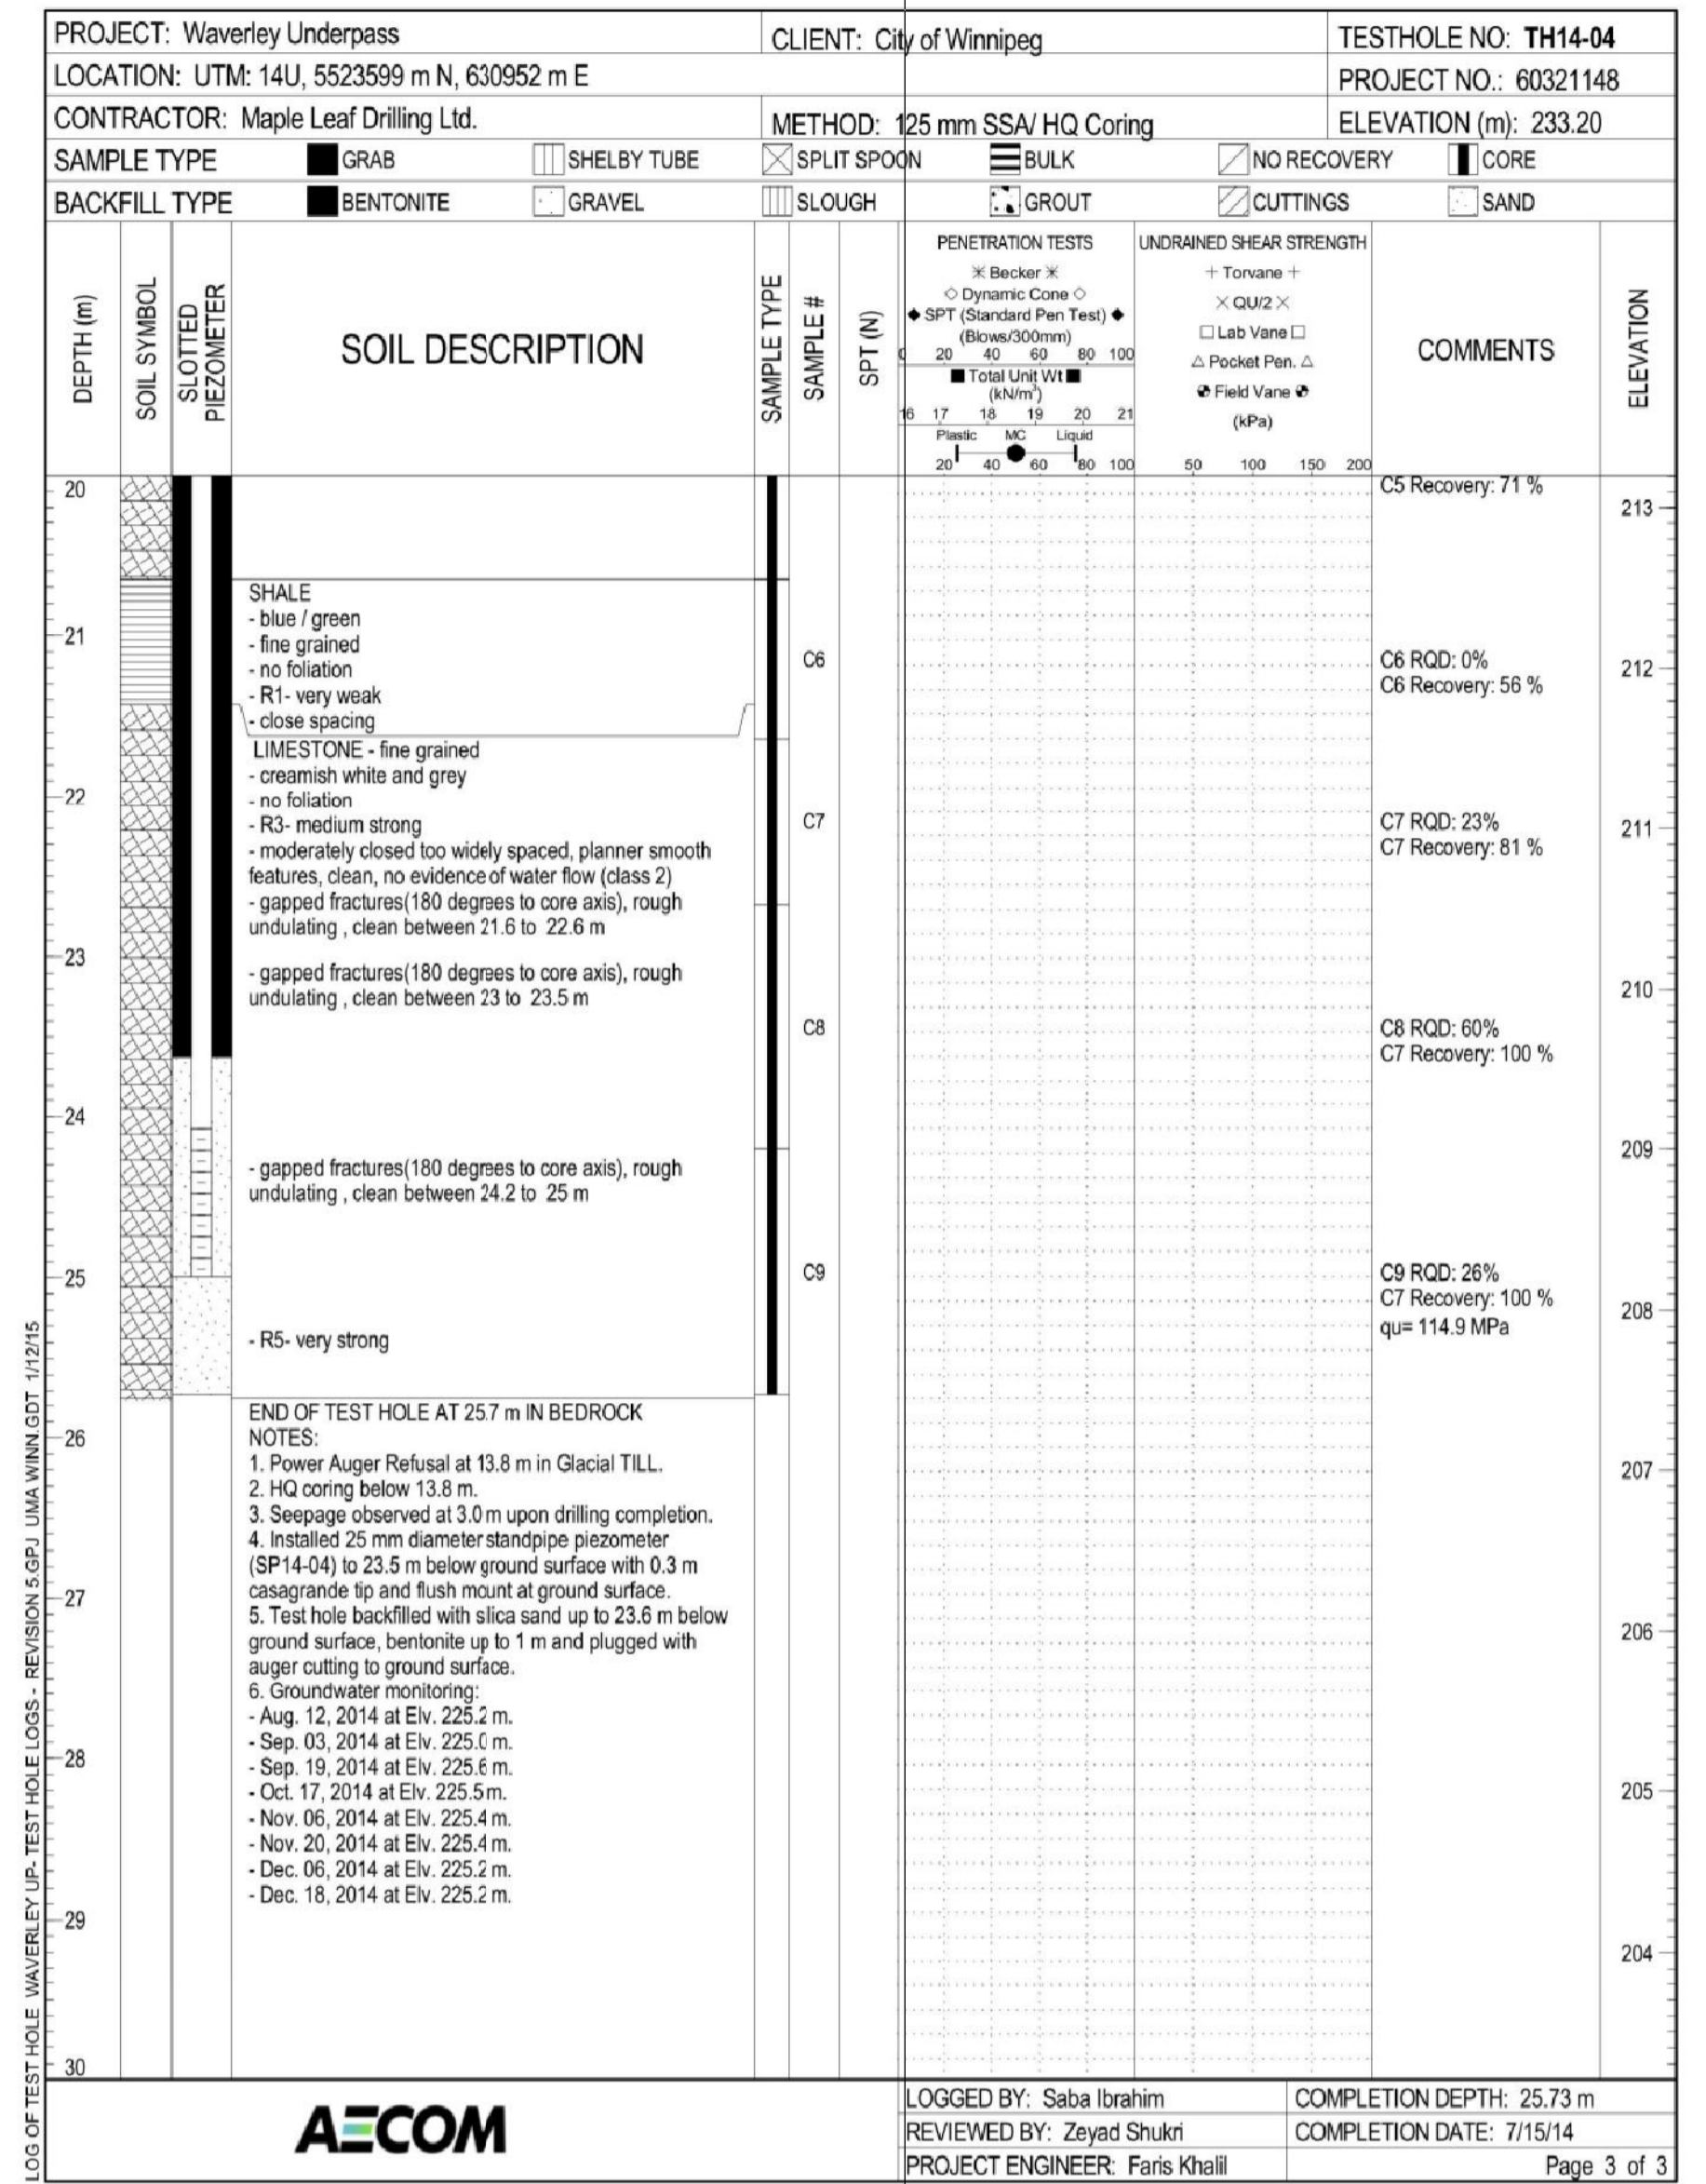 PROJECT: Waverley Underpass
CLIENT: City of Winnipeg
TESTHOLE NO: TH14-04
LOCATION: UTM: 14U, 5523599 m N, 630952 m E
PROJECT NO.: 60321148
CONTRACTOR: Maple Leaf Drilling Ltd.
METHOD: 125 mm SSA/ HQ Coring
ELEVATION (m): 233.20
SAMPLE TYPE GRAB SHELBY TUBE SPLIT SPOON BULK NO RECOVERY CORE
BACKFILL TYPE BENTONITE GRAVEL SLOUGH GROUT CUTTINGS SAND
DEPTH (m)
SOIL SYMBOL
SLOTTED
PIEZOMETER
SOIL DESCRIPTION
SAMPLE TYPE
SAMPLE #
SPT (N)
PENETRATION TESTS
Becker
Dynamic Cone
SPT (Standard Pen Test)
(Blows/300mm)
0 20 40 60 80 100
Total Unit Wt
(kN/m³)
16 17 18 19 20 21
Plastic MC Liquid
20 40 60 80 100
UNDRAINED SHEAR STRENGTH
+ Torvane +
× QU/2 ×
□ Lab Vane □
△ Pocket Pen. △
Field Vane
(kPa)
50 100 150 200
COMMENTS
ELEVATION
20
21
22
23
24
25
26
27
28
29
30
SHALE
- blue / green
- fine grained
- no foliation
- R1- very weak
- close spacing
LIMESTONE - fine grained
- creamish white and grey
- no foliation
- R3- medium strong
- moderately closed too widely spaced, planner smooth
features, clean, no evidence of water flow (class 2)
- gapped fractures(180 degrees to core axis), rough
undulating , clean between 21.6 to 22.6 m
- gapped fractures(180 degrees to core axis), rough
undulating , clean between 23 to 23.5 m
- gapped fractures(180 degrees to core axis), rough
undulating , clean between 24.2 to 25 m
- R5- very strong
END OF TEST HOLE AT 25.7 m IN BEDROCK
NOTES:
1. Power Auger Refusal at 13.8 m in Glacial TILL.
2. HQ coring below 13.8 m.
3. Seepage observed at 3.0 m upon drilling completion.
4. Installed 25 mm diameter standpipe piezometer
(SP14-04) to 23.5 m below ground surface with 0.3 m
casagrande tip and flush mount at ground surface.
5. Test hole backfilled with slica sand up to 23.6 m below
ground surface, bentonite up to 1 m and plugged with
auger cutting to ground surface.
6. Groundwater monitoring:
- Aug. 12, 2014 at Elv. 225.2 m.
- Sep. 03, 2014 at Elv. 225.0 m.
- Sep. 19, 2014 at Elv. 225.6 m.
- Oct. 17, 2014 at Elv. 225.5 m.
- Nov. 06, 2014 at Elv. 225.4 m.
- Nov. 20, 2014 at Elv. 225.4 m.
- Dec. 06, 2014 at Elv. 225.2 m.
- Dec. 18, 2014 at Elv. 225.2 m.
C6
C7
C8
C9
C5 Recovery: 71 %
C6 RQD: 0%
C6 Recovery: 56 %
C7 RQD: 23%
C7 Recovery: 81 %
C8 RQD: 60%
C7 Recovery: 100 %
C9 RQD: 26%
C7 Recovery: 100 %
qu= 114.9 MPa
213
212
211
210
209
208
207
206
205
204
LOG OF TEST HOLE WAVERLEY UP- TEST HOLE LOGS - REVISION 5.GPJ UMA WINN.GDT 1/12/15
AECOM
LOGGED BY: Saba Ibrahim
COMPLETION DEPTH: 25.73 m
REVIEWED BY: Zeyad Shukri
COMPLETION DATE: 7/15/14
PROJECT ENGINEER: Faris Khalil
Page 3 of 3